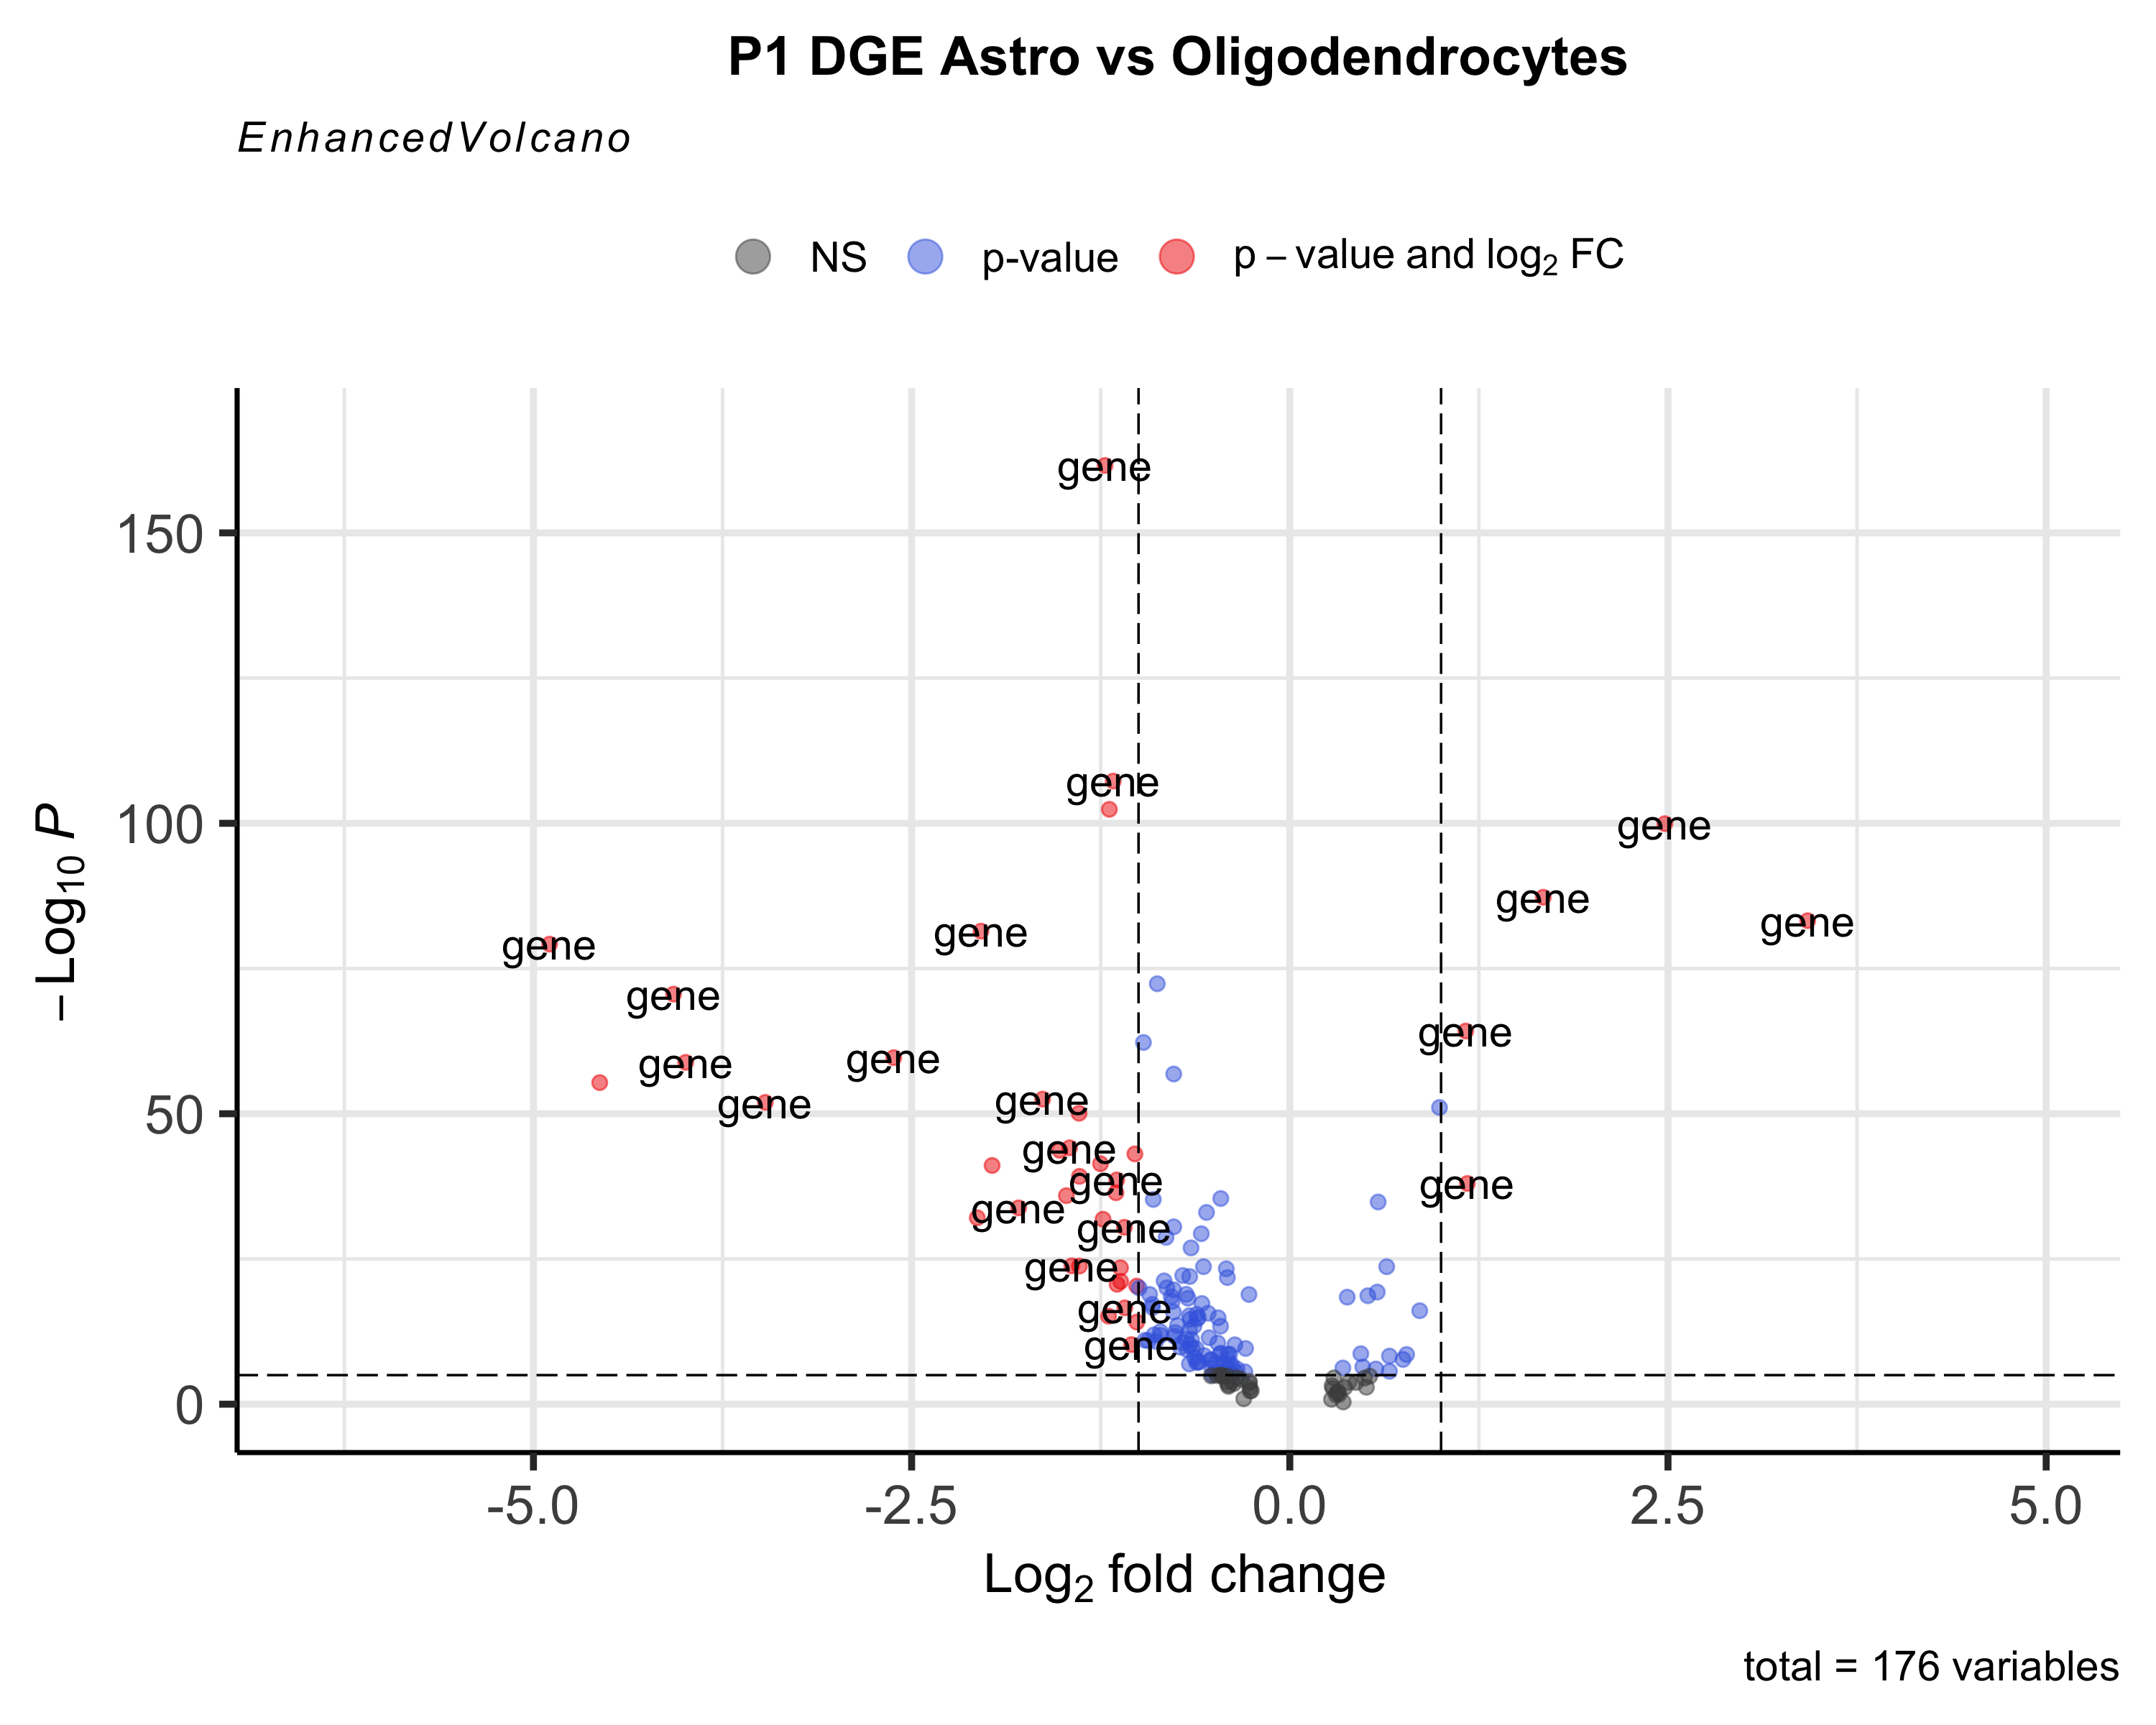 P1 DGE Astro vs Oligodendrocytes
EnhancedVolcano
NS p-value p – value and log₂ FC
gene
150
gene
100
gene
gene
gene
gene
gene
gene
gene
gene
gene
gene
gene
50
gene
gene
gene
gene
gene
gene
gene
gene
gene
0
– Log₁₀ P
-5.0 -2.5 0.0 2.5 5.0
Log₂ fold change
total = 176 variables